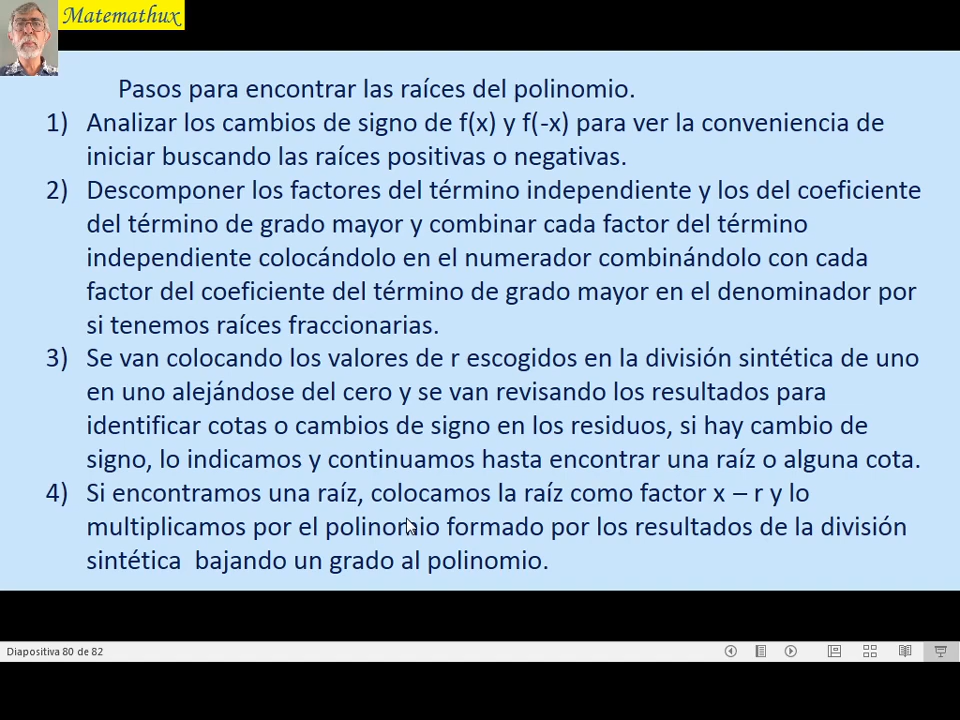 Matemathux
Pasos para encontrar las raíces del polinomio.
1) Analizar los cambios de signo de f(x) y f(-x) para ver la conveniencia de
iniciar buscando las raíces positivas o negativas.
2) Descomponer los factores del término independiente y los del coeficiente
del término de grado mayor y combinar cada factor del término
independiente colocándolo en el numerador combinándolo con cada
factor del coeficiente del término de grado mayor en el denominador por
si tenemos raíces fraccionarias.
3) Se van colocando los valores de r escogidos en la división sintética de uno
en uno alejándose del cero y se van revisando los resultados para
identificar cotas o cambios de signo en los residuos, si hay cambio de
signo, lo indicamos y continuamos hasta encontrar una raíz o alguna cota.
4) Si encontramos una raíz, colocamos la raíz como factor x – r y lo
multiplicamos por el polinomio formado por los resultados de la división
sintética bajando un grado al polinomio.
Diapositiva 80 de 82